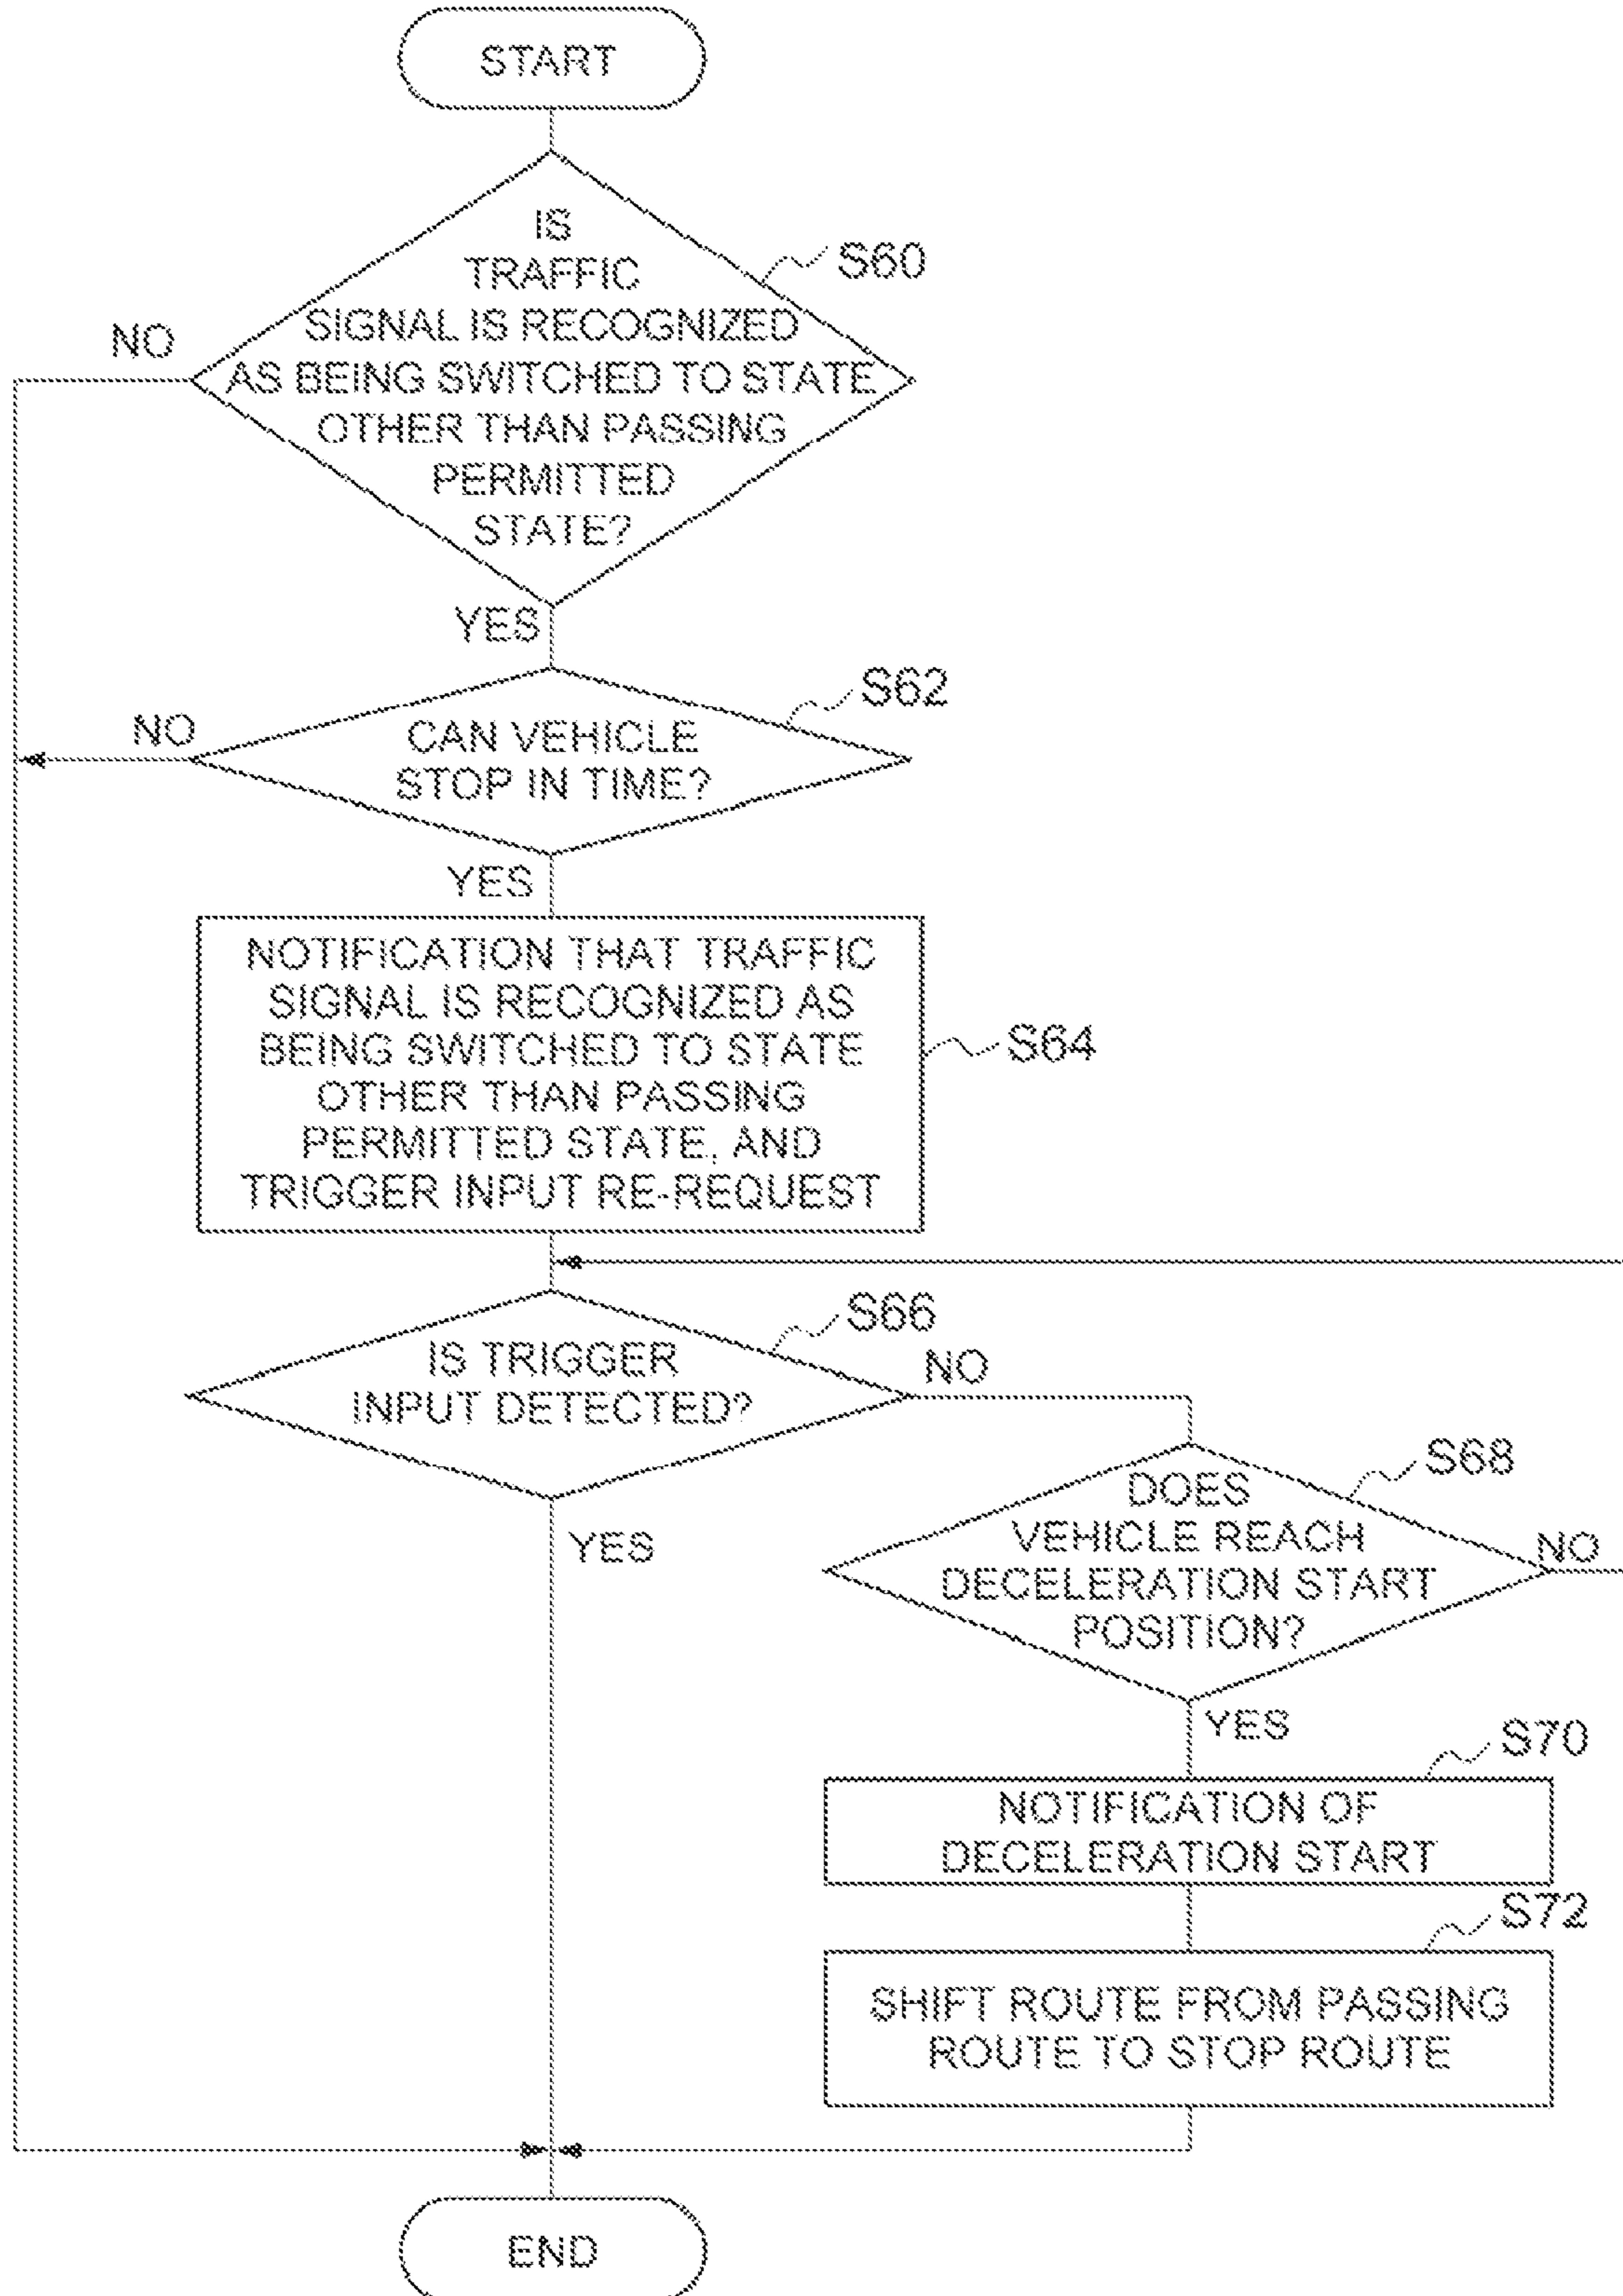 START
IS
TRAFFIC
SIGNAL IS RECOGNIZED
AS BEING SWITCHED TO STATE
OTHER THAN PASSING
PERMITTED
STATE?
S60
NO
YES
CAN VEHICLE
STOP IN TIME?
S62
NO
YES
NOTIFICATION THAT TRAFFIC
SIGNAL IS RECOGNIZED AS
BEING SWITCHED TO STATE
OTHER THAN PASSING
PERMITTED STATE, AND
TRIGGER INPUT RE-REQUEST
S64
IS TRIGGER
INPUT DETECTED?
S66
NO
YES
DOES
VEHICLE REACH
DECELERATION START
POSITION?
S68
NO
YES
NOTIFICATION OF
DECELERATION START
S70
SHIFT ROUTE FROM PASSING
ROUTE TO STOP ROUTE
S72
END